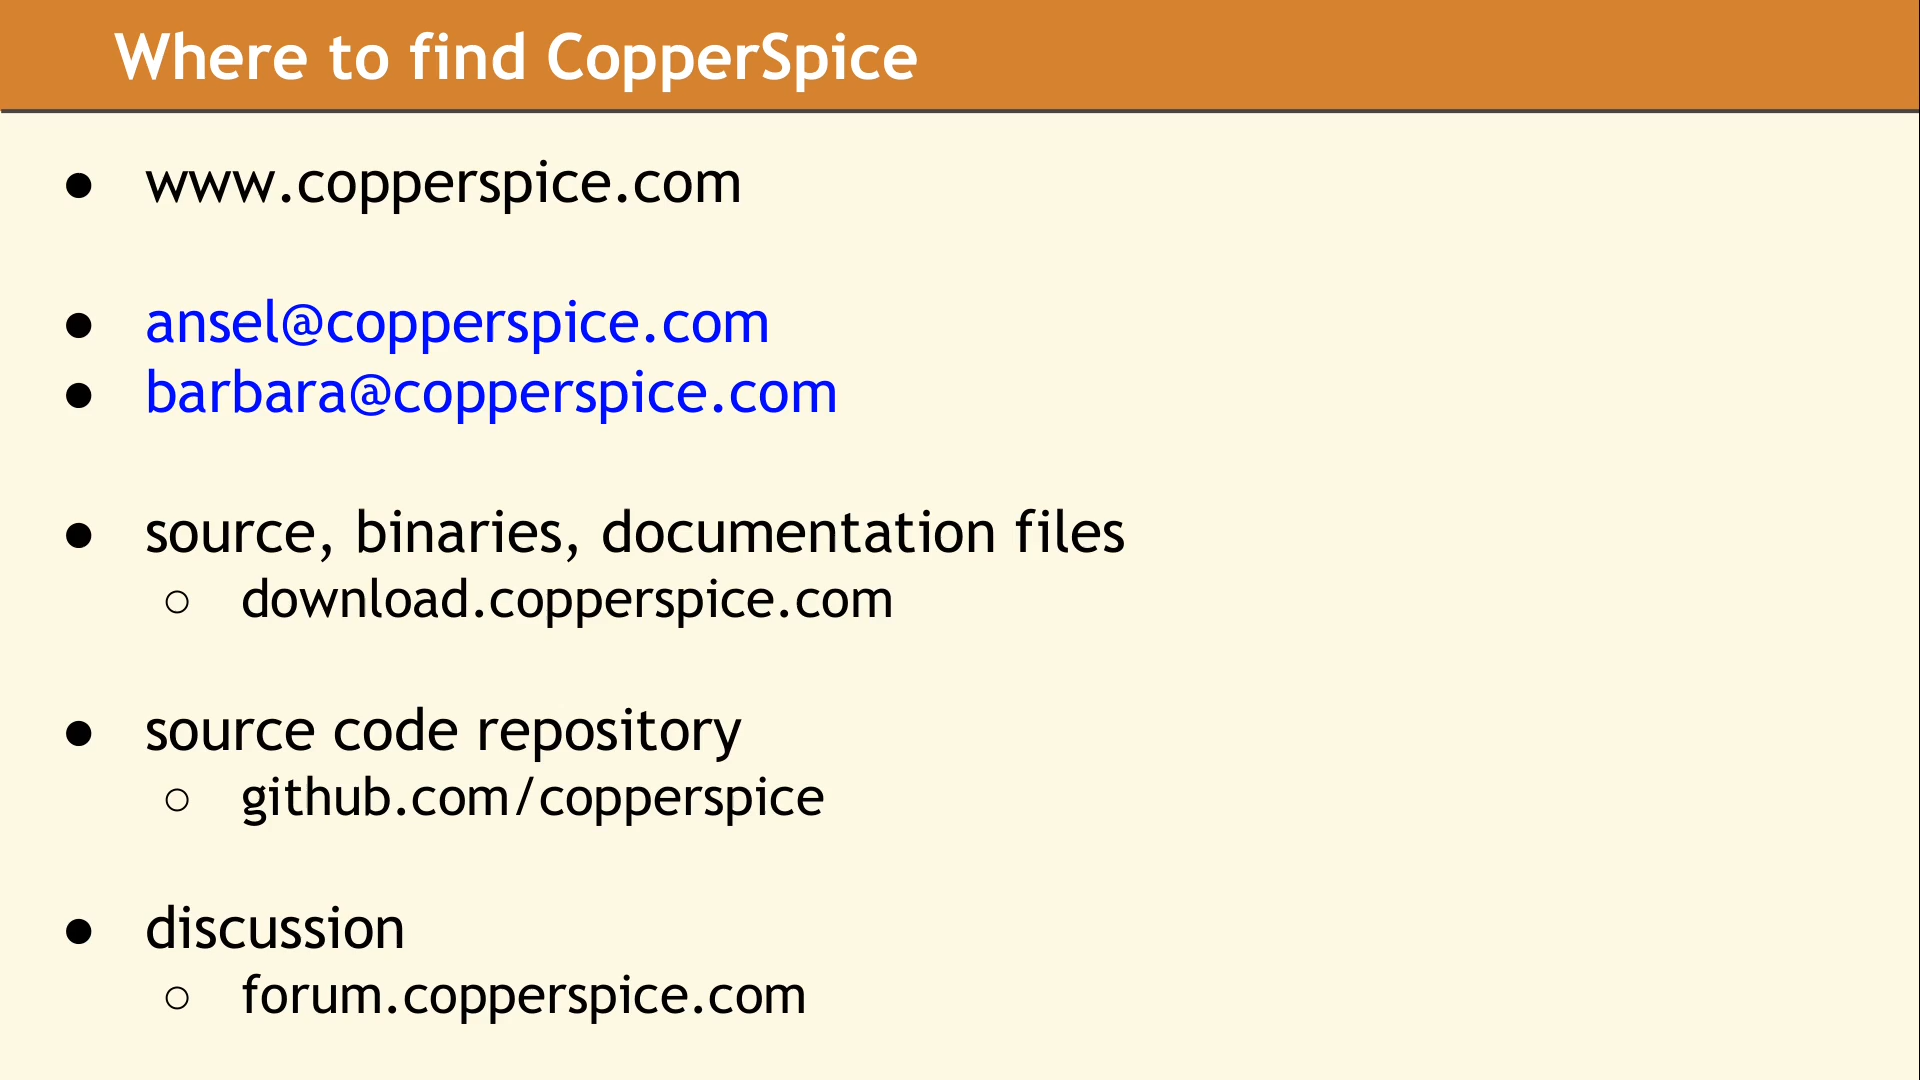 Where to find CopperSpice
● www.copperspice.com
● ansel@copperspice.com
● barbara@copperspice.com
● source, binaries, documentation files
○ download.copperspice.com
● source code repository
○ github.com/copperspice
● discussion
○ forum.copperspice.com